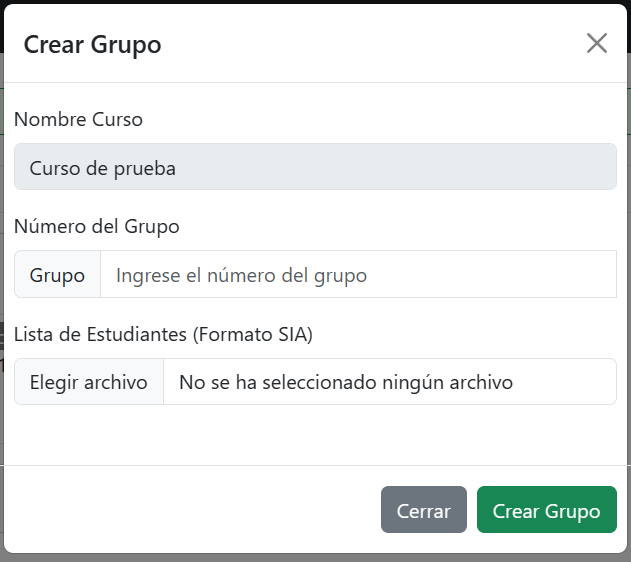 Crear Grupo
Nombre Curso
Curso de prueba
Número del Grupo
Grupo Ingrese el número del grupo
Lista de Estudiantes (Formato SIA)
Elegir archivo No se ha seleccionado ningún archivo
Cerrar Crear Grupo